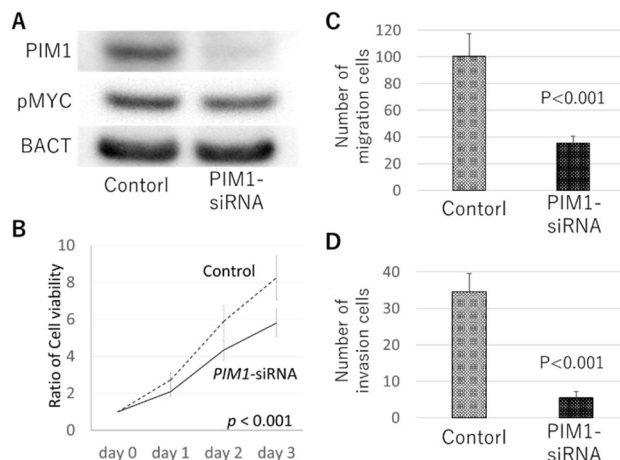 A
PIM1
pMYC
BACT
Contorl
PIM1-
siRNA
B
Ratio of Cell viability
10
8
6
4
2
0
Control
PIM1-siRNA
p < 0.001
day 0 day 1 day 2 day 3
C
Number of
migration cells
120
100
80
60
40
20
0
P<0.001
Contorl
PIM1-
siRNA
D
Number of
invasion cells
40
30
20
10
0
P<0.001
Contorl
PIM1-
siRNA